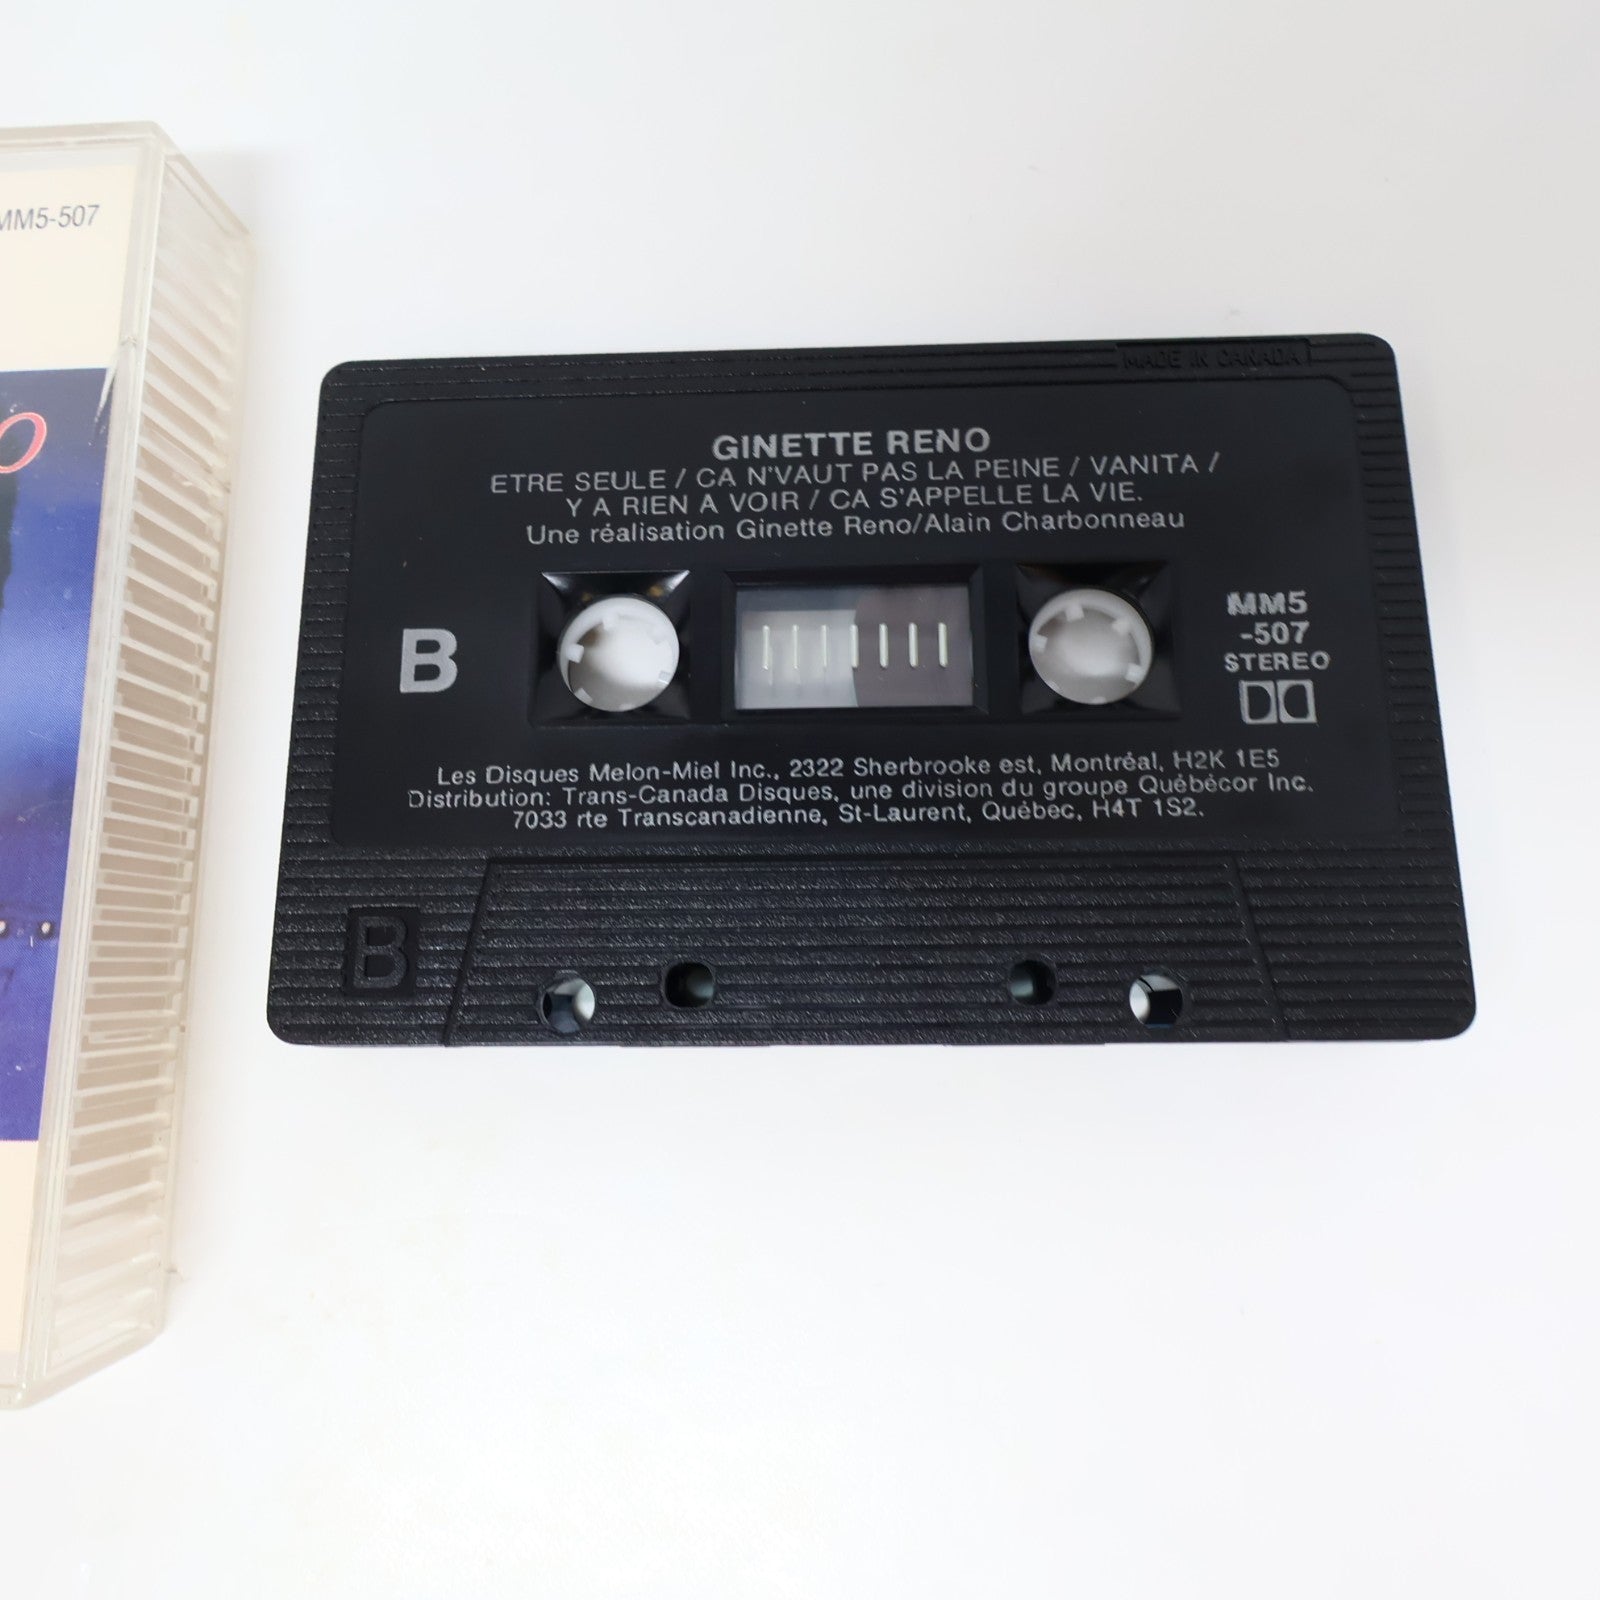 MM5-507
O
MADE IN CANADA
GINETTE RENO
ETRE SEULE / CA N'VAUT PAS LA PEINE / VANITA /
Y A RIEN A VOIR / CA S'APPELLE LA VIE.
Une réalisation Ginette Reno/Alain Charbonneau
B
MM5
-507
STEREO
Les Disques Melon-Miel Inc., 2322 Sherbrooke est, Montréal, H2K 1E5
Distribution: Trans-Canada Disques, une division du groupe Québécor Inc.
7033 rte Transcanadienne, St-Laurent, Québec, H4T 1S2.
B